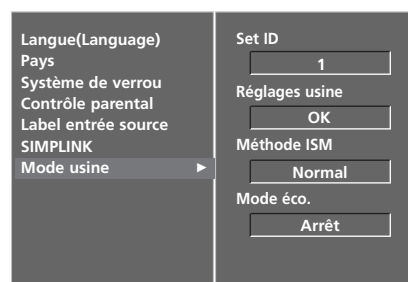 Langue(Language)
Pays
Système de verrou
Contrôle parental
Label entrée source
SIMPLINK
Mode usine ►
Set ID
1
Réglages usine
OK
Méthode ISM
Normal
Mode éco.
Arrêt